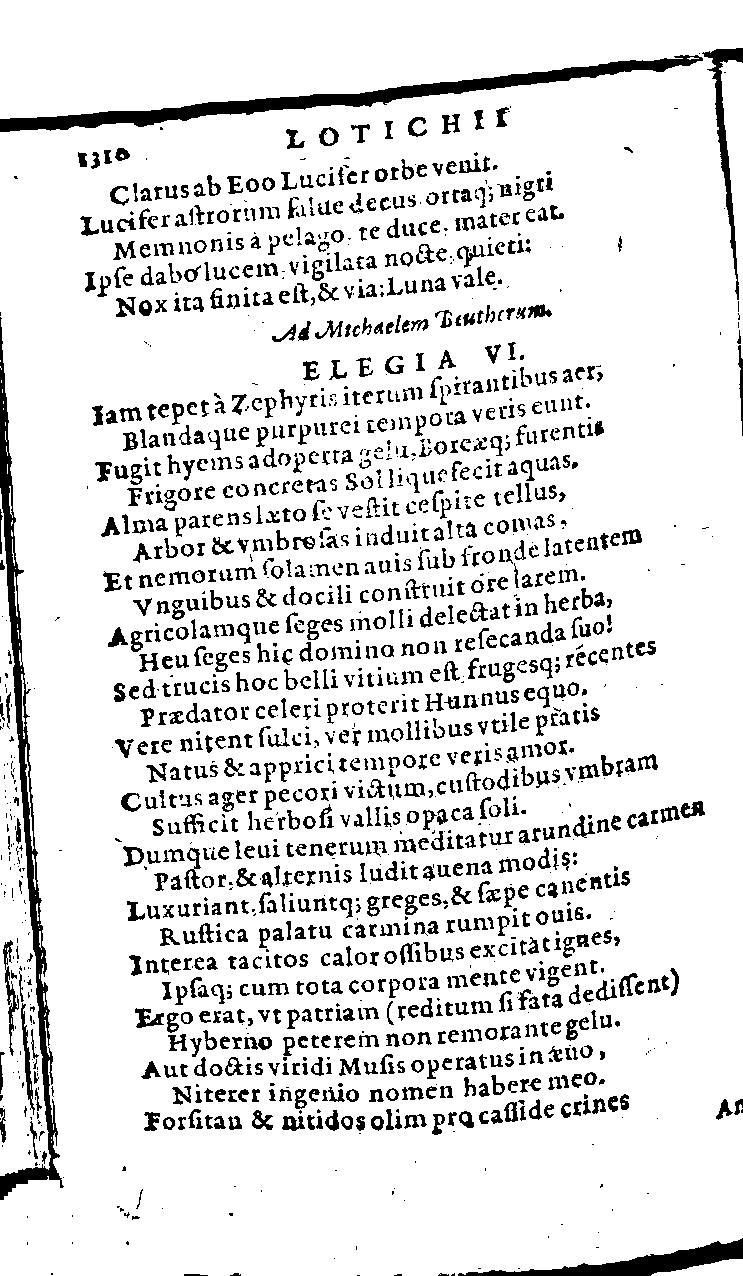 1310 LOTICHII
Clarus ab Eoo Lucifer orbe venit.
Lucifer aſtrorum ſalue decus, ortaq; nigri
Memnonis à pelago, te duce, mater eat.
Ipſe dabo lucem, vigilata nocte, quieti:
Nox ita finita eſt, & via: Luna vale.
Ad Michaelem Beutherum.
ELEGIA VI.
Iam tepet à Zephyris iterum ſpirantibus aer;
Blandaque purpurei tempora veris eunt.
Fugit hyems adoperta gelu, Boreæq; furentis
Frigore concretas Sol liquefecit aquas.
Alma parens læto ſe veſtit ceſpite tellus,
Arbor & vmbroſas induit alta comas,
Et nemorum ſolamen auis ſub fronde latentem
Vnguibus & docili conſtruit ore larem.
Agricolamque ſeges molli delectat in herba,
Heu ſeges hic domino non reſecanda ſuo!
Sed trucis hoc belli vitium eſt, frugesq; récentes
Prædator celeri proterit Hunnus equo.
Vere nitent ſulci, ver mollibus vtile pratis
Natus & apprici tempore veris amor.
Cultus ager pecori victum, cuſtodibus vmbram
Sufficit herboſi vallis opaca ſoli.
Dumque leui tenerum meditatur arundine carmen
Paſtor, & alternis ludit auena modis:
Luxuriant, ſaliuntq; greges, & ſæpe canentis
Ruſtica palatu carmina rumpit ouis.
Interea tacitos calor oſſibus excitat ignes,
Ipſaq; cum tota corpora mente vigent.
Ergo erat, vt patriam (reditum ſi fata dediſſent)
Hyberno peterem non remorante gelu.
Aut doctis viridi Muſis operatus in æuo,
Niterer ingenio nomen habere meo.
Forſitan & nitidos olim pro caſſide crines
An